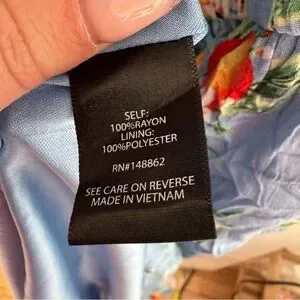 SELF:
100%RAYON
LINING:
100%POLYESTER
RN#148862
SEE CARE ON REVERSE
MADE IN VIETNAM